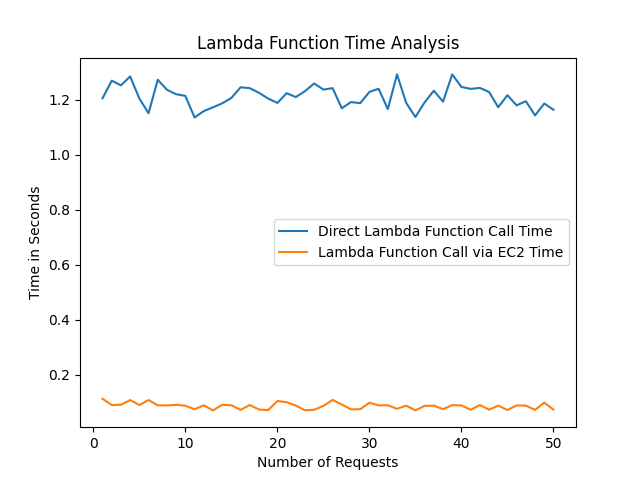 Lambda Function Time Analysis
Time in Seconds
1.2
1.0
0.8
0.6
0.4
0.2
Direct Lambda Function Call Time
Lambda Function Call via EC2 Time
0
10
20
30
40
50
Number of Requests